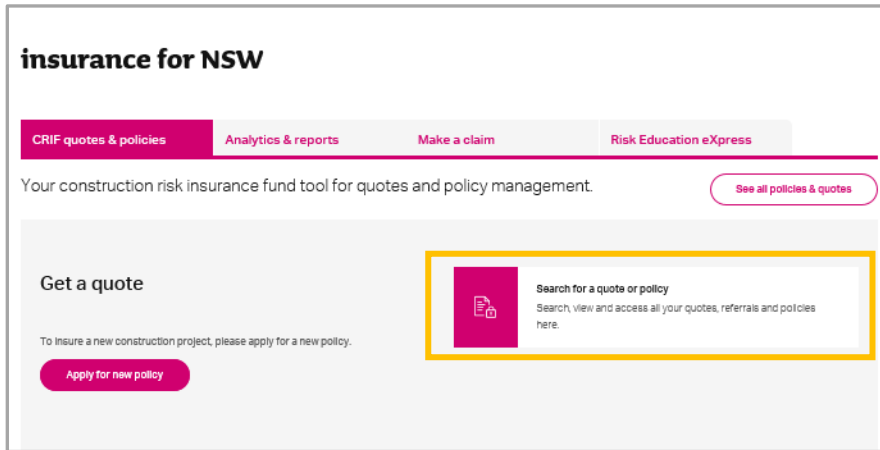 insurance for NSW
CRIF quotes & policies
Analytics & reports
Make a claim
Risk Education eXpress
Your construction risk insurance fund tool for quotes and policy management.
See all policies & quotes
Get a quote
To insure a new construction project, please apply for a new policy.
Apply for new policy
Search for a quote or policy
Search, view and access all your quotes, referrals and policies
here.